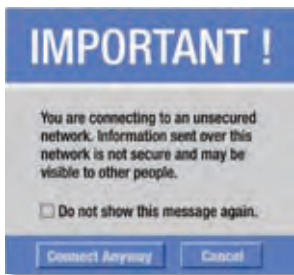 IMPORTANT !
You are connecting to an unsecured
network. Information sent over this
network is not secure and may be
visible to other people.
Do not show this message again.
Connect Anyway
Cancel